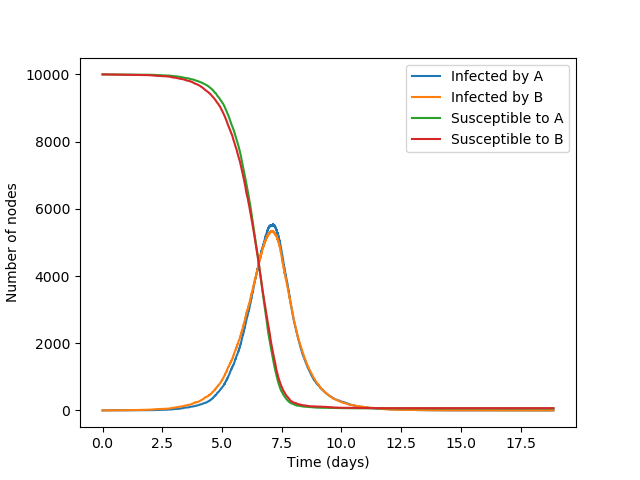 Infected by A
Infected by B
Susceptible to A
Susceptible to B
Number of nodes
10000
8000
6000
4000
2000
0
0.0 2.5 5.0 7.5 10.0 12.5 15.0 17.5
Time (days)